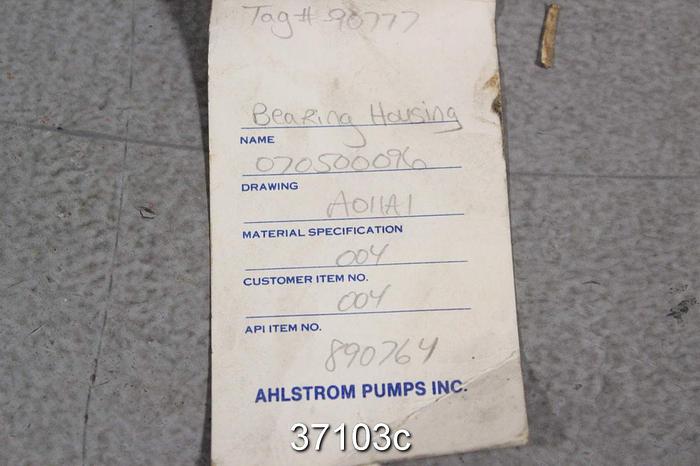 Tag# 90777
Bearing Housing
NAME
070500096
DRAWING
A011A1
MATERIAL SPECIFICATION
004
CUSTOMER ITEM NO.
004
API ITEM NO.
890764
AHLSTROM PUMPS INC.
37103c